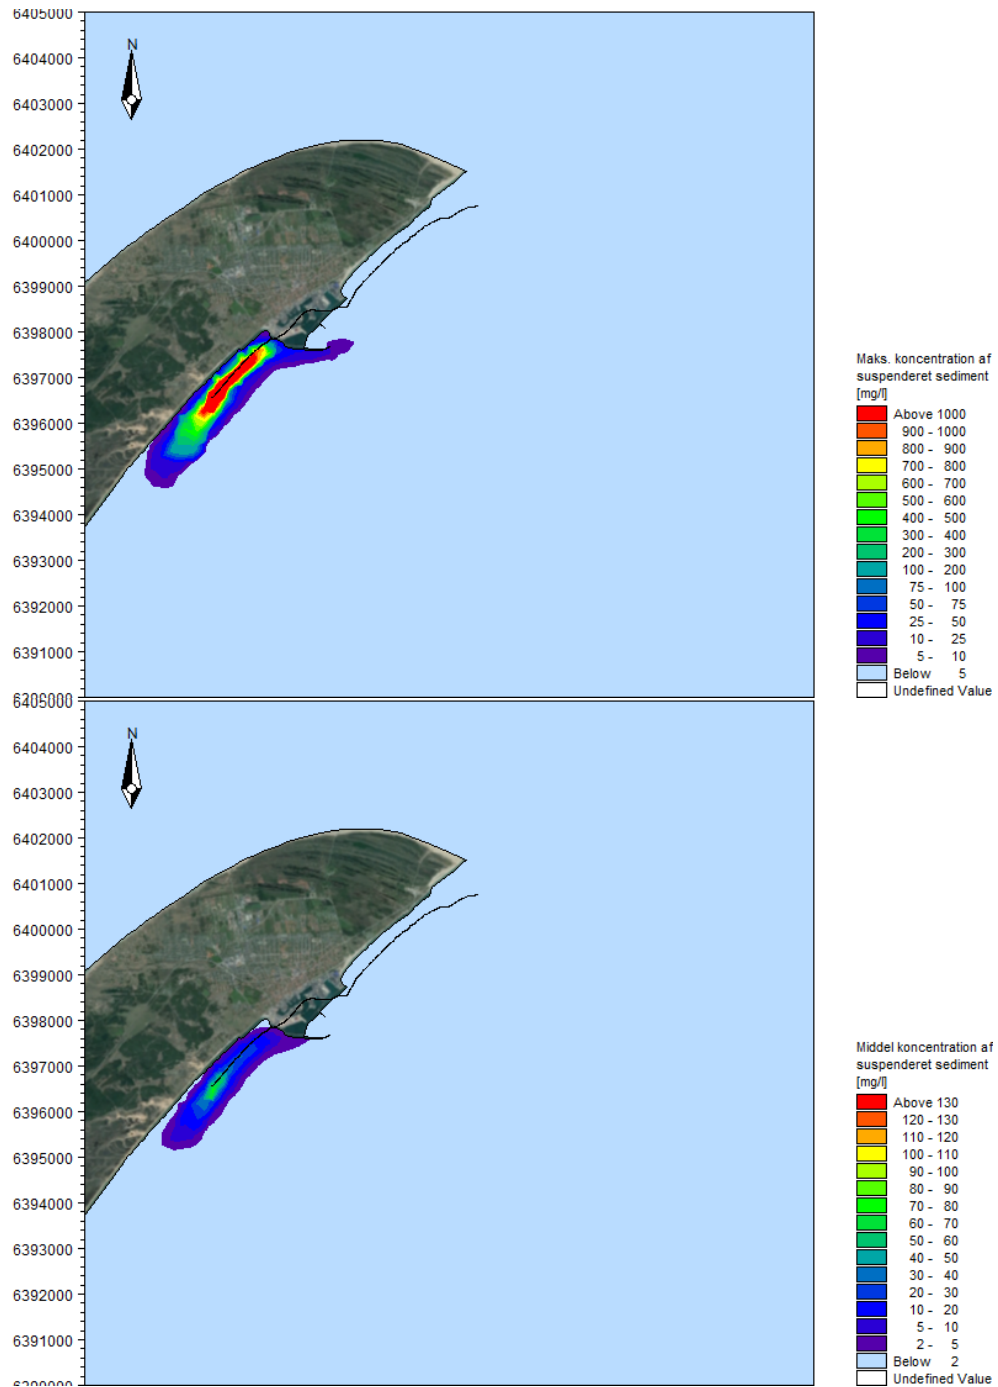 6405000
N
6404000
6403000
6402000
6401000
6400000
6399000
6398000
6397000
6396000
6395000
6394000
6393000
6392000
6391000
Maks. koncentration af
suspenderet sediment
[mg/l]
Above 1000
900 - 1000
800 - 900
700 - 800
600 - 700
500 - 600
400 - 500
300 - 400
200 - 300
100 - 200
75 - 100
50 - 75
25 - 50
10 - 25
5 - 10
Below 5
Undefined Value
6405000
N
6404000
6403000
6402000
6401000
6400000
6399000
6398000
6397000
6396000
6395000
6394000
6393000
6392000
6391000
Middel koncentration af
suspenderet sediment
[mg/l]
Above 130
120 - 130
110 - 120
100 - 110
90 - 100
80 - 90
70 - 80
60 - 70
50 - 60
40 - 50
30 - 40
20 - 30
10 - 20
5 - 10
2 - 5
Below 2
Undefined Value